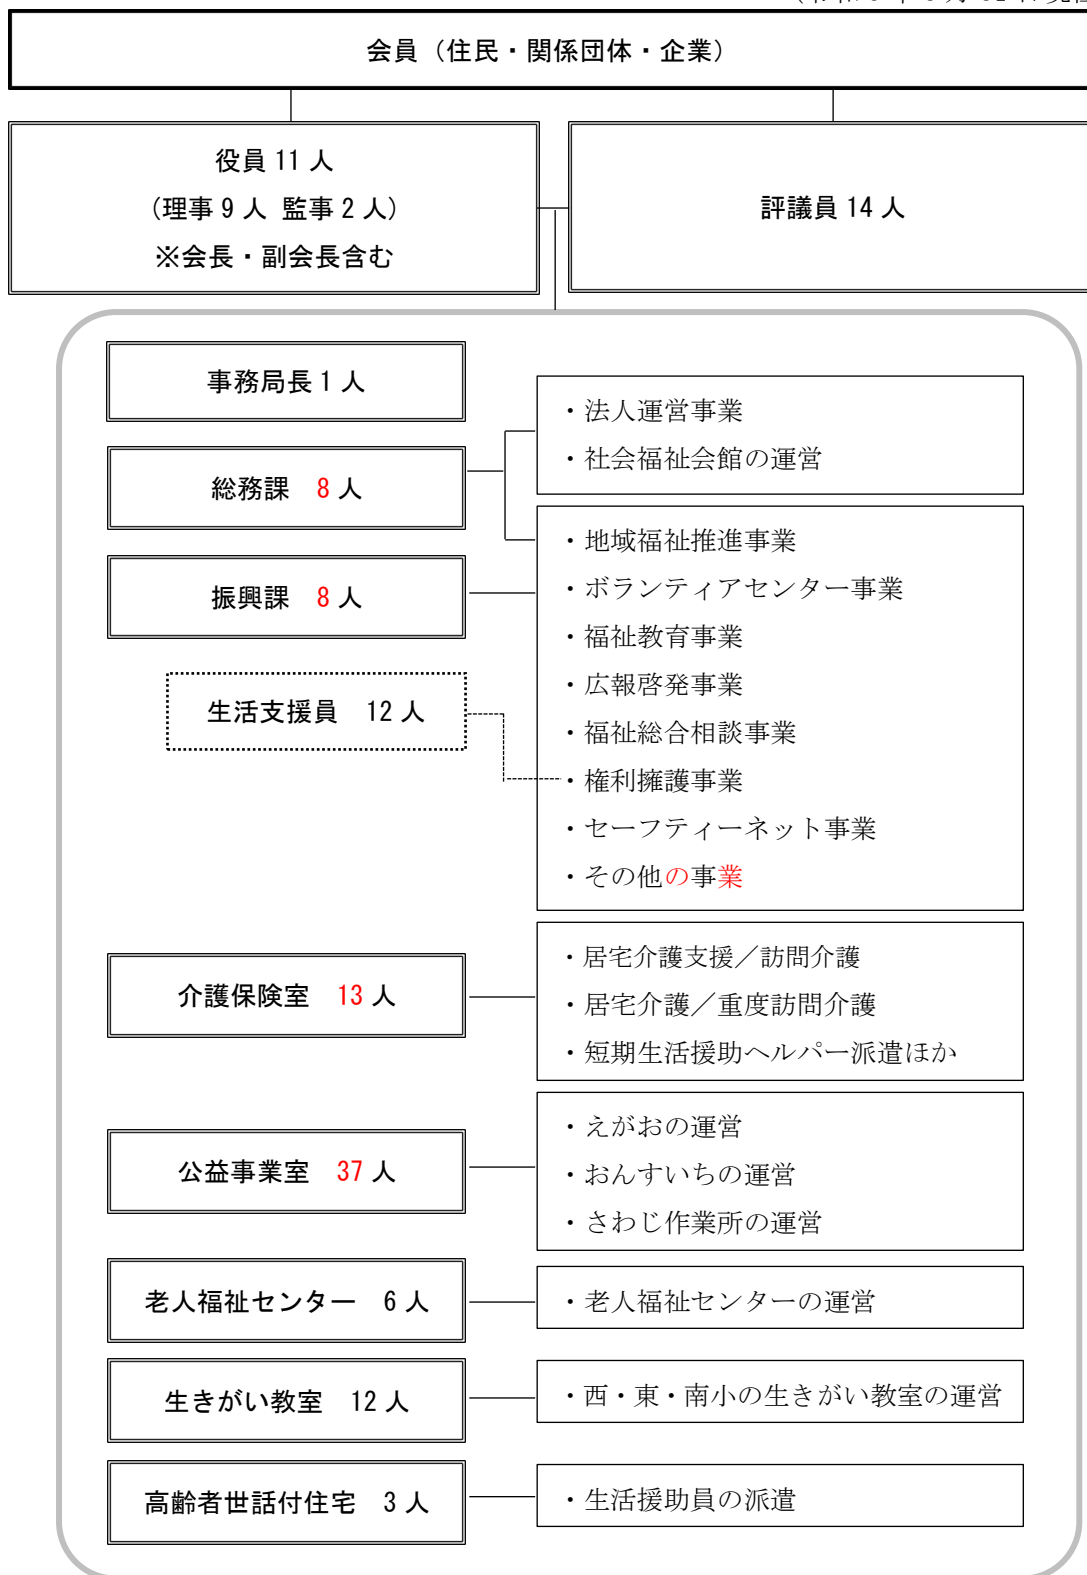 会員（住民・関係団体・企業）
役員 11 人
（理事 9 人 監事 2 人）
※会長・副会長含む
評議員 14 人
事務局長 1 人
・法人運営事業
・社会福祉会館の運営
総務課　8 人
・地域福祉推進事業
・ボランティアセンター事業
・福祉教育事業
・広報啓発事業
・福祉総合相談事業
・権利擁護事業
・セーフティーネット事業
・その他の事業
振興課　8 人
生活支援員　12 人
介護保険室　13 人
・居宅介護支援／訪問介護
・居宅介護／重度訪問介護
・短期生活援助ヘルパー派遣ほか
公益事業室　37 人
・えがおの運営
・おんすいちの運営
・さわじ作業所の運営
老人福祉センター　6 人
・老人福祉センターの運営
生きがい教室　12 人
・西・東・南小の生きがい教室の運営
高齢者世話付住宅　3 人
・生活援助員の派遣